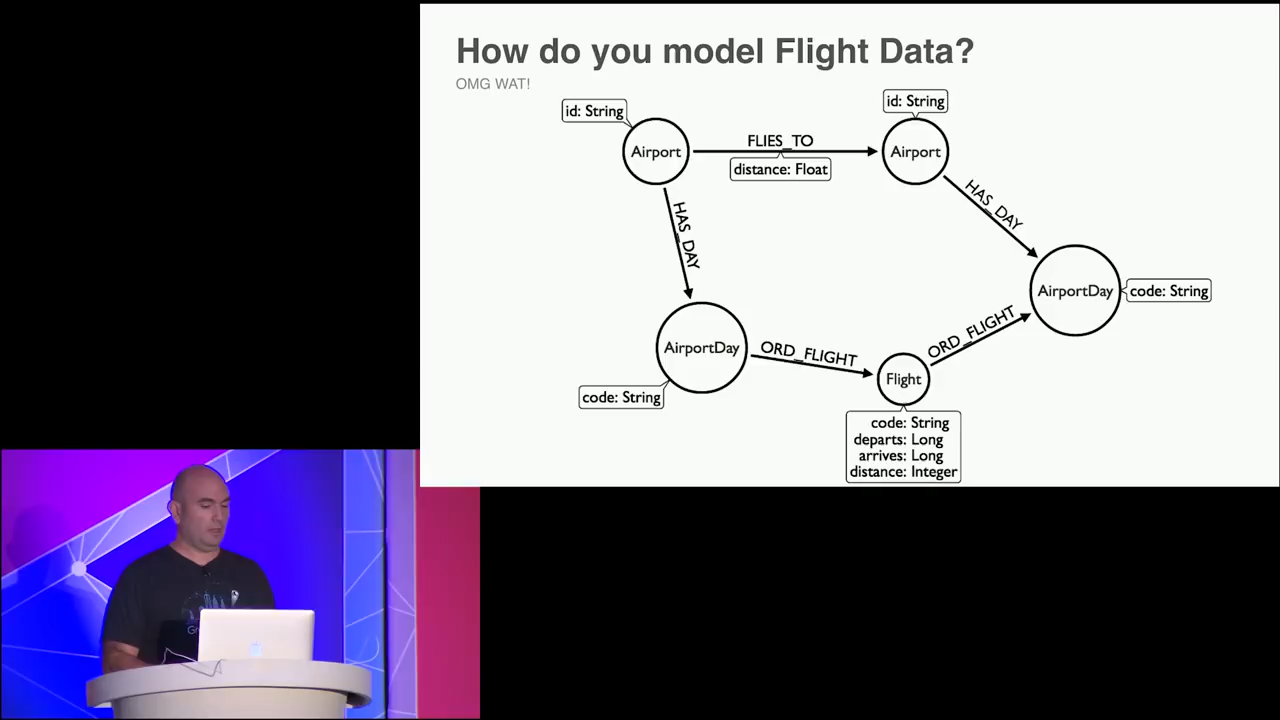 How do you model Flight Data?
OMG WAT!
id: String
id: String
Airport
FLIES_TO
Airport
distance: Float
HAS_DAY
HAS_DAY
AirportDay
code: String
AirportDay
ORD_FLIGHT
ORD_FLIGHT
Flight
code: String
code: String
departs: Long
arrives: Long
distance: Integer